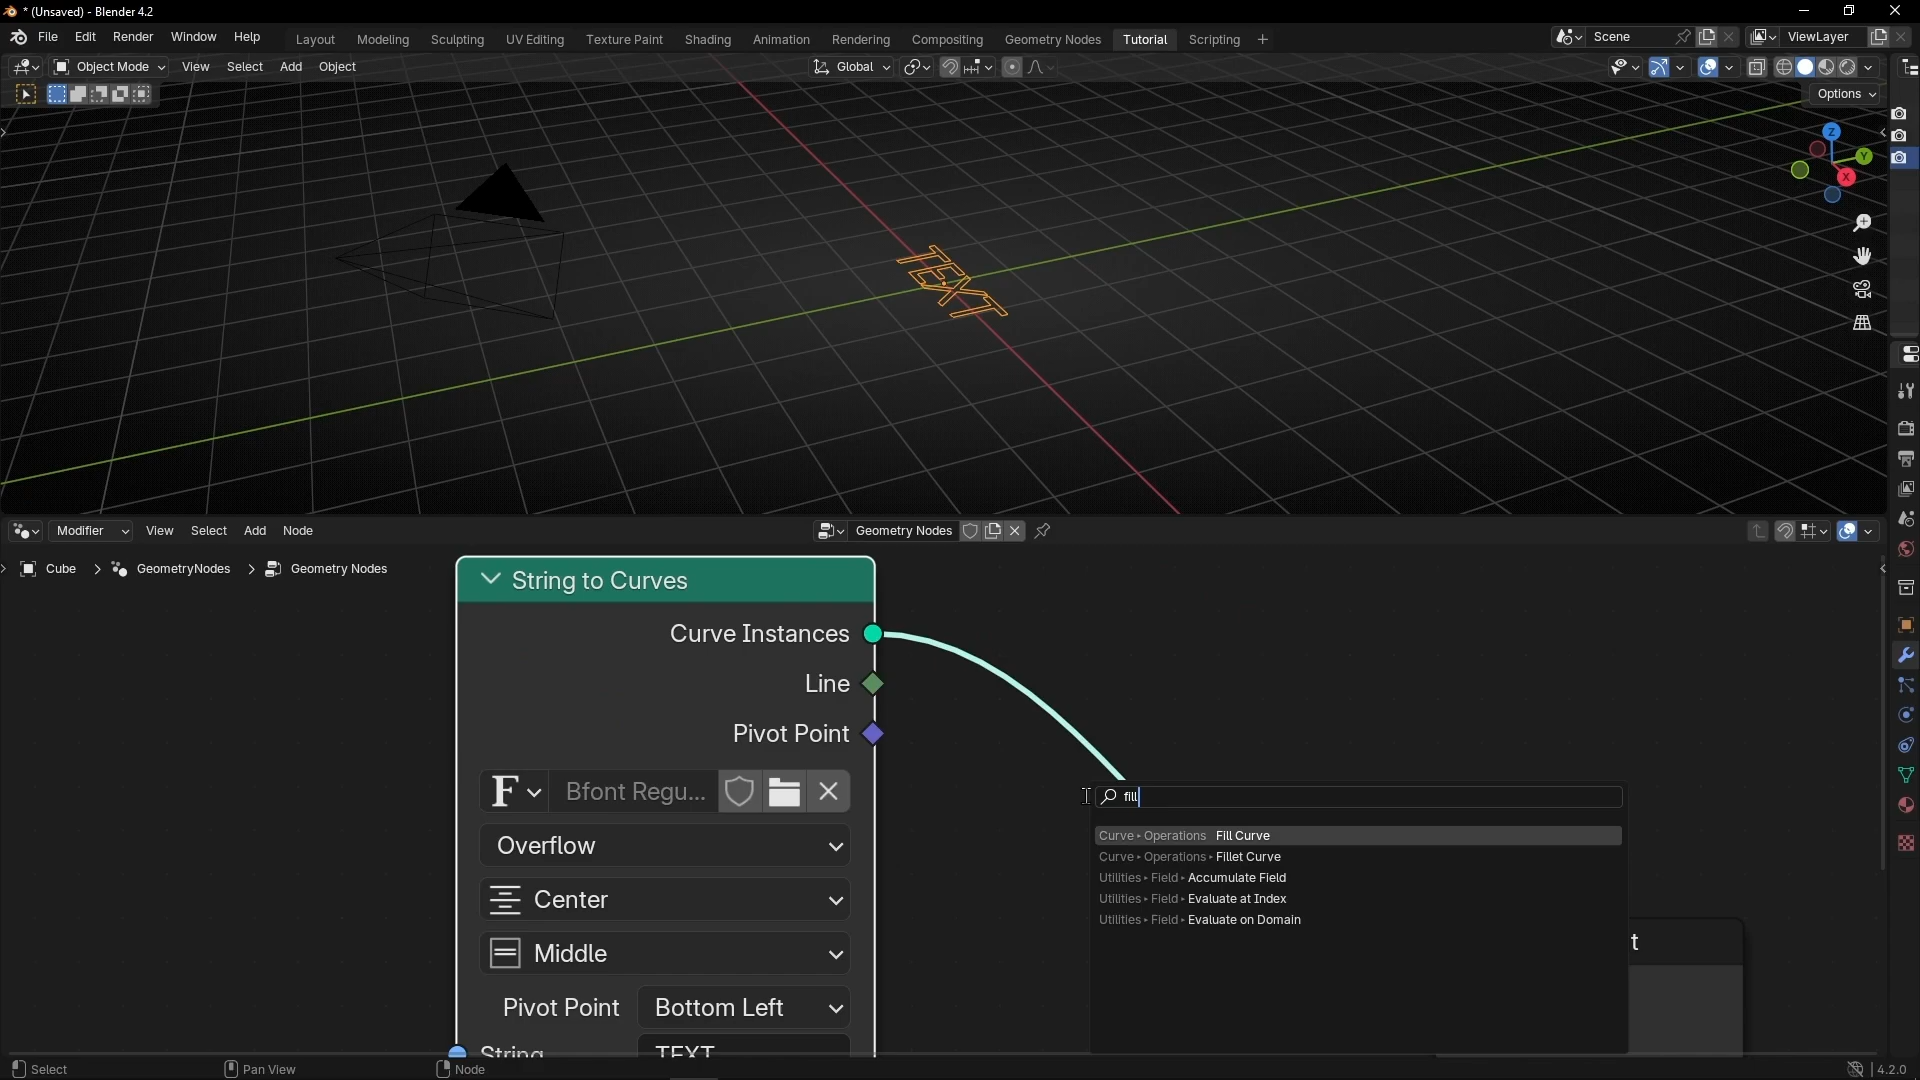 * (Unsaved) - Blender 4.2
File Edit Render Window Help Layout Modeling Sculpting UV Editing Texture Paint Shading Animation Rendering Compositing Geometry Nodes Tutorial Scripting + Scene ViewLayer
Object Mode View Select Add Object Global
Options
Z
Y
X
TEXT
Modifier View Select Add Node Geometry Nodes
Cube > GeometryNodes > Geometry Nodes
String to Curves
Curve Instances
Line
Pivot Point
F Bfont Regu...
fill
Overflow
Curve ▸ Operations Fill Curve
Curve ▸ Operations ▸ Fillet Curve
Utilities ▸ Field ▸ Accumulate Field
Center
Utilities ▸ Field ▸ Evaluate at Index
Utilities ▸ Field ▸ Evaluate on Domain
t
Middle
Pivot Point Bottom Left
String TEXT
Select Pan View Node 4.2.0